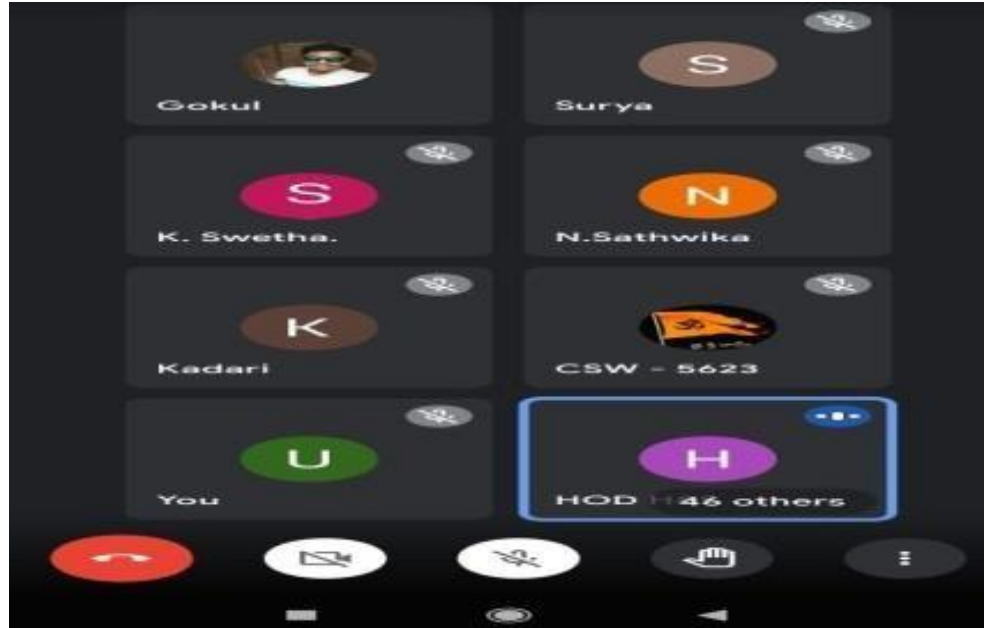 Gokul
S
Surya
S
K. Swetha.
N
N.Sathwika
K
Kadari
CSW - 5623
U
You
H
HOD
46 others